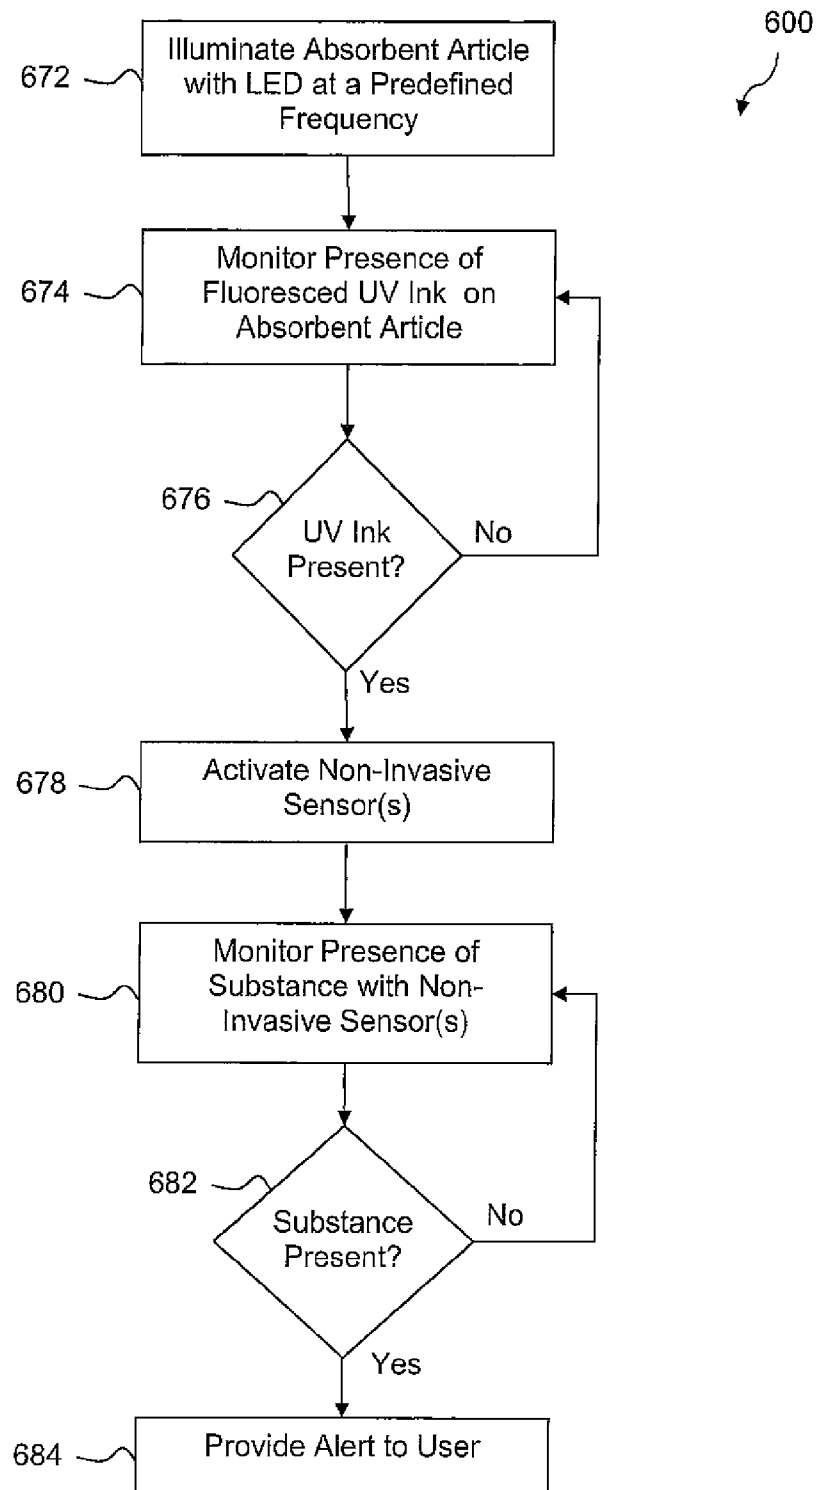 600
672
Illuminate Absorbent Article
with LED at a Predefined
Frequency
674
Monitor Presence of
Fluoresced UV Ink on
Absorbent Article
676
UV Ink
Present?
No
Yes
678
Activate Non-Invasive
Sensor(s)
680
Monitor Presence of
Substance with Non-
Invasive Sensor(s)
682
Substance
Present?
No
Yes
684
Provide Alert to User